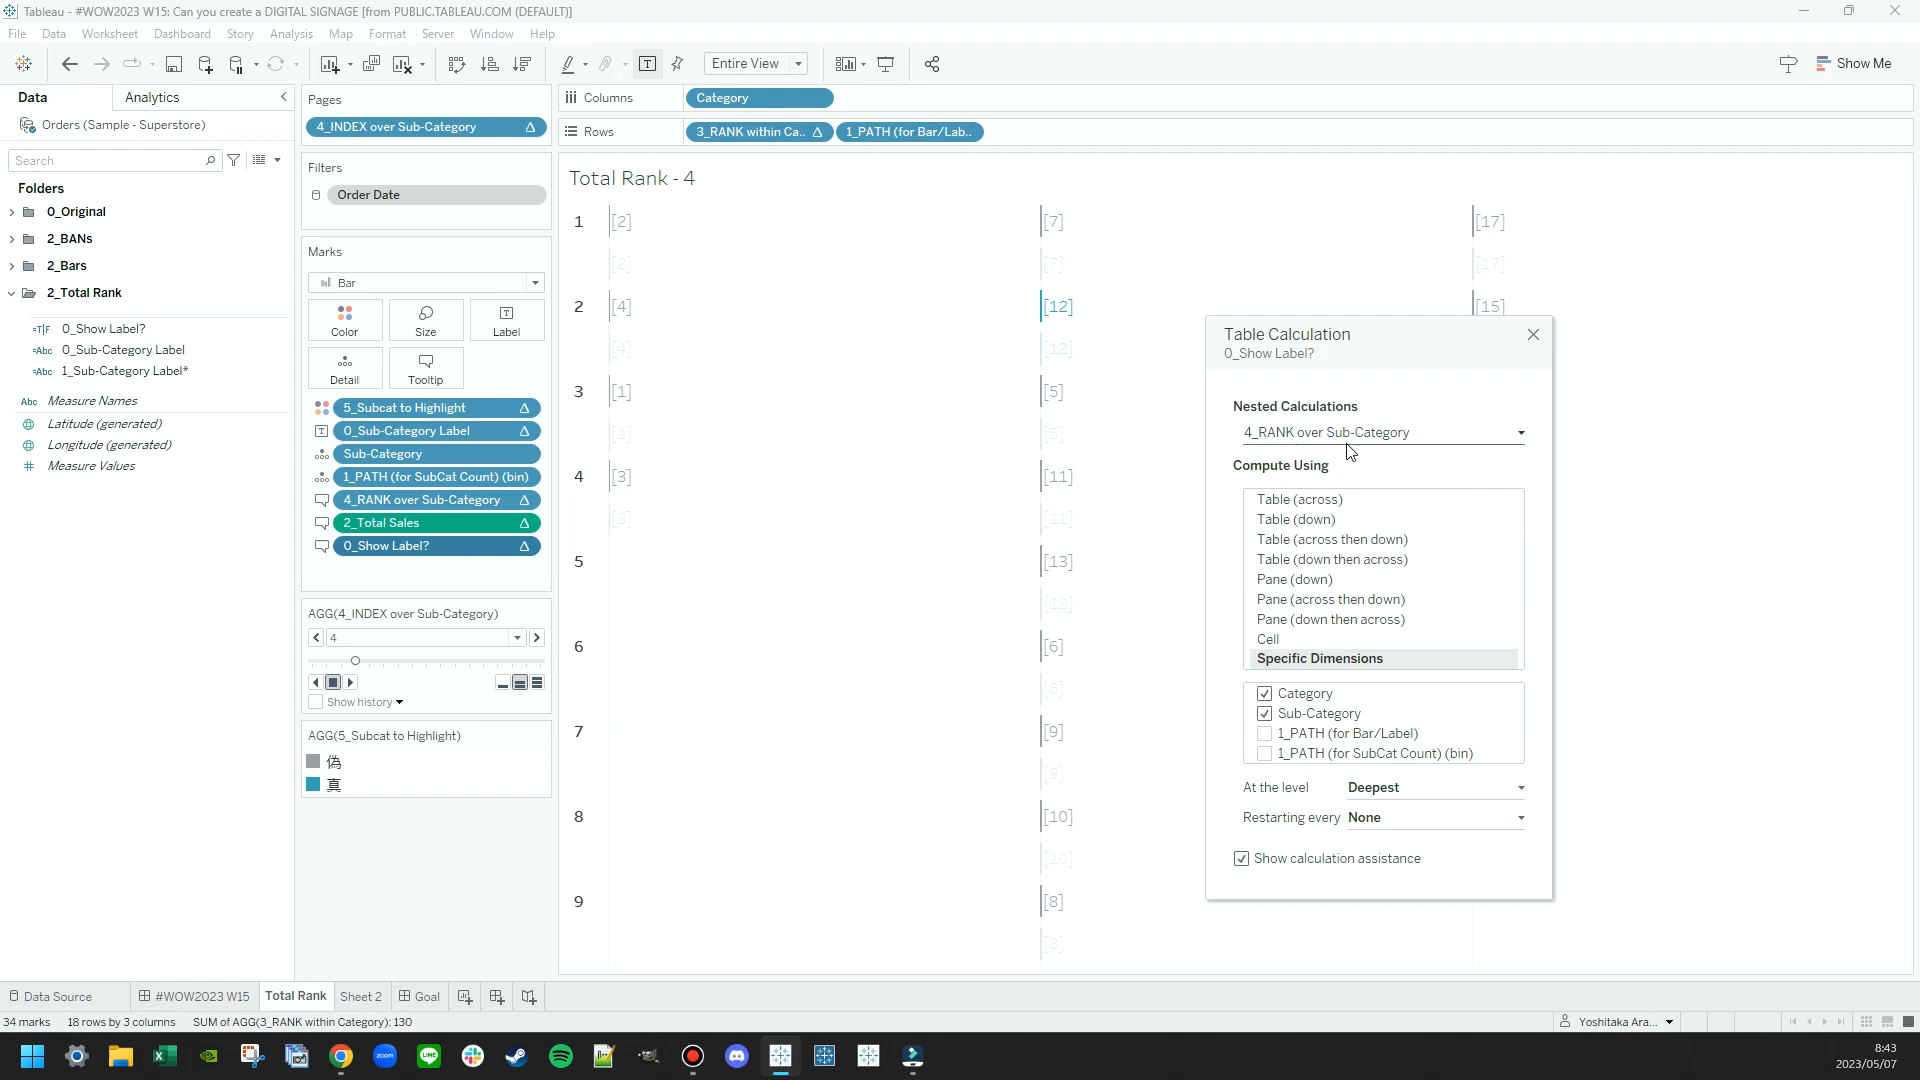 Tableau - #WOW2023 W15: Can you create a DIGITAL SIGNAGE [from PUBLIC.TABLEAU.COM (DEFAULT)]
File Data Worksheet Dashboard Story Analysis Map Format Server Window Help
Entire View
Show Me
Data
Analytics
Orders (Sample - Superstore)
Search
Folders
0_Original
2_BANs
2_Bars
2_Total Rank
=T|F 0_Show Label?
=Abc 0_Sub-Category Label
=Abc 1_Sub-Category Label*
Abc Measure Names
Latitude (generated)
Longitude (generated)
# Measure Values
Pages
4_INDEX over Sub-Category
Filters
Order Date
Marks
Bar
Color
Size
Label
Detail
Tooltip
5_Subcat to Highlight
0_Sub-Category Label
Sub-Category
1_PATH (for SubCat Count) (bin)
4_RANK over Sub-Category
2_Total Sales
0_Show Label?
AGG(4_INDEX over Sub-Category)
4
Show history
AGG(5_Subcat to Highlight)
偽
真
Columns
Category
Rows
3_RANK within Ca..
1_PATH (for Bar/Lab..
Total Rank - 4
1 [2] [7] [17]
[2] [7] [17]
2 [4] [12] [15]
[4] [12]
3 [1] [5]
[1] [5]
4 [3] [11]
[3] [11]
5 [13]
[13]
6 [6]
[6]
7 [9]
[9]
8 [10]
[10]
9 [8]
[8]
Table Calculation
0_Show Label?
Nested Calculations
4_RANK over Sub-Category
Compute Using
Table (across)
Table (down)
Table (across then down)
Table (down then across)
Pane (down)
Pane (across then down)
Pane (down then across)
Cell
Specific Dimensions
Category
Sub-Category
1_PATH (for Bar/Label)
1_PATH (for SubCat Count) (bin)
At the level Deepest
Restarting every None
Show calculation assistance
Data Source
#WOW2023 W15
Total Rank
Sheet 2
Goal
34 marks 18 rows by 3 columns SUM of AGG(3_RANK within Category): 130
Yoshitaka Ara...
zoom
LINE
8:43
2023/05/07